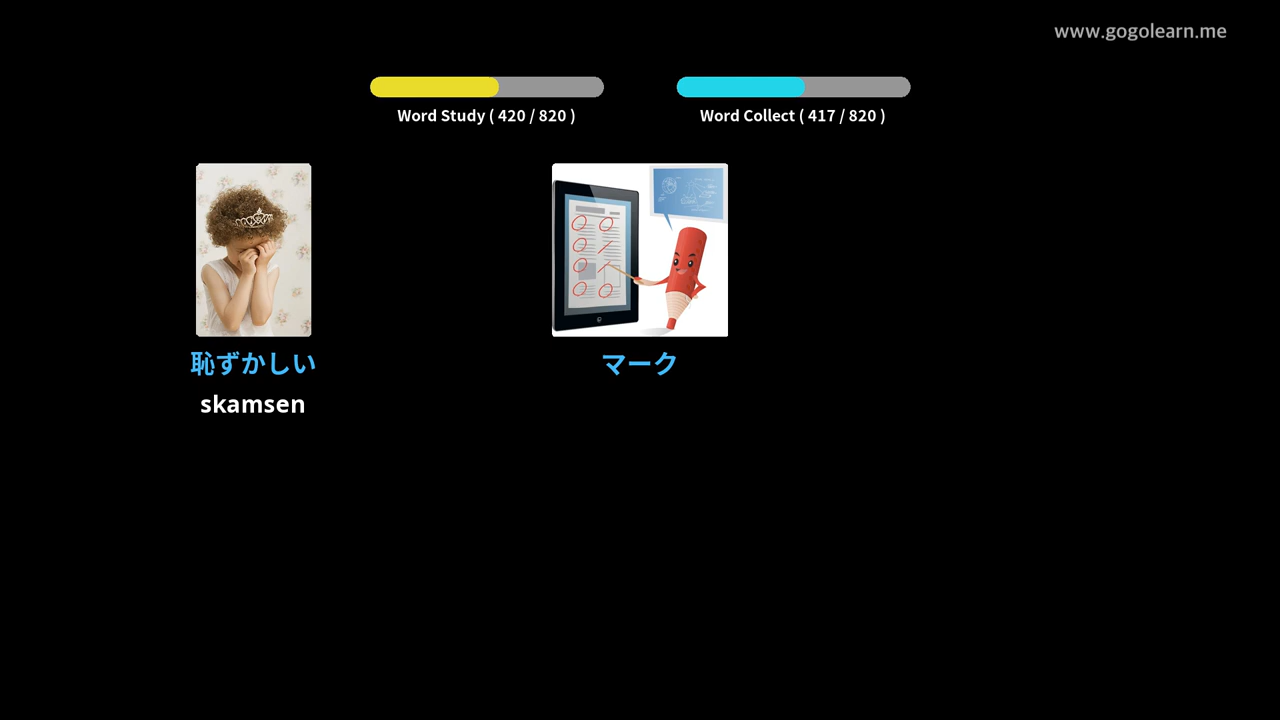 www.gogolearn.me
Word Study ( 420 / 820 )
Word Collect ( 417 / 820 )
恥ずかしい
skamsen
マーク